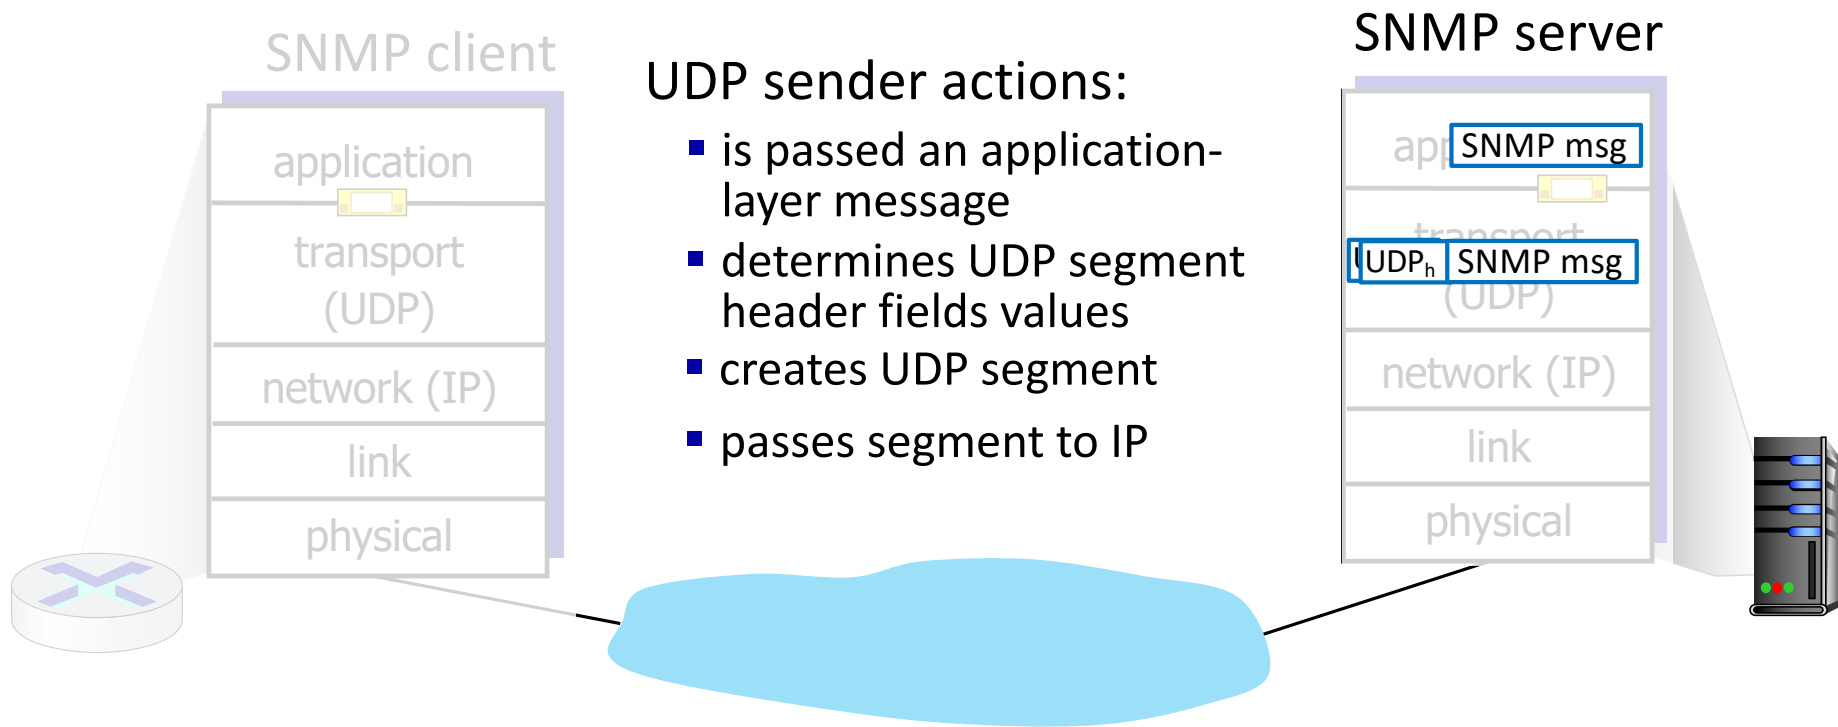 SNMP client
application
transport
(UDP)
network (IP)
link
physical
UDP sender actions:
is passed an application-
layer message
determines UDP segment
header fields values
creates UDP segment
passes segment to IP
SNMP server
SNMP msg
transport
UDPh SNMP msg
(UDP)
network (IP)
link
physical